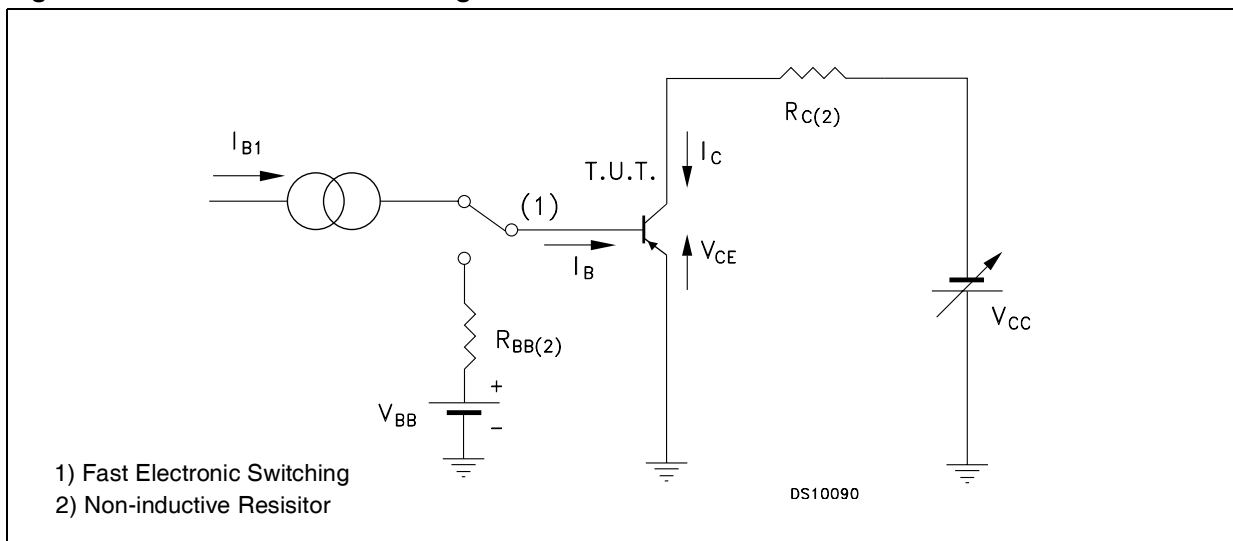 I_B1
R_C(2)
T.U.T.
I_C
(1)
I_B
V_CE
V_CC
R_BB(2)
V_BB
+
−
1) Fast Electronic Switching
2) Non-inductive Resisitor
DS10090